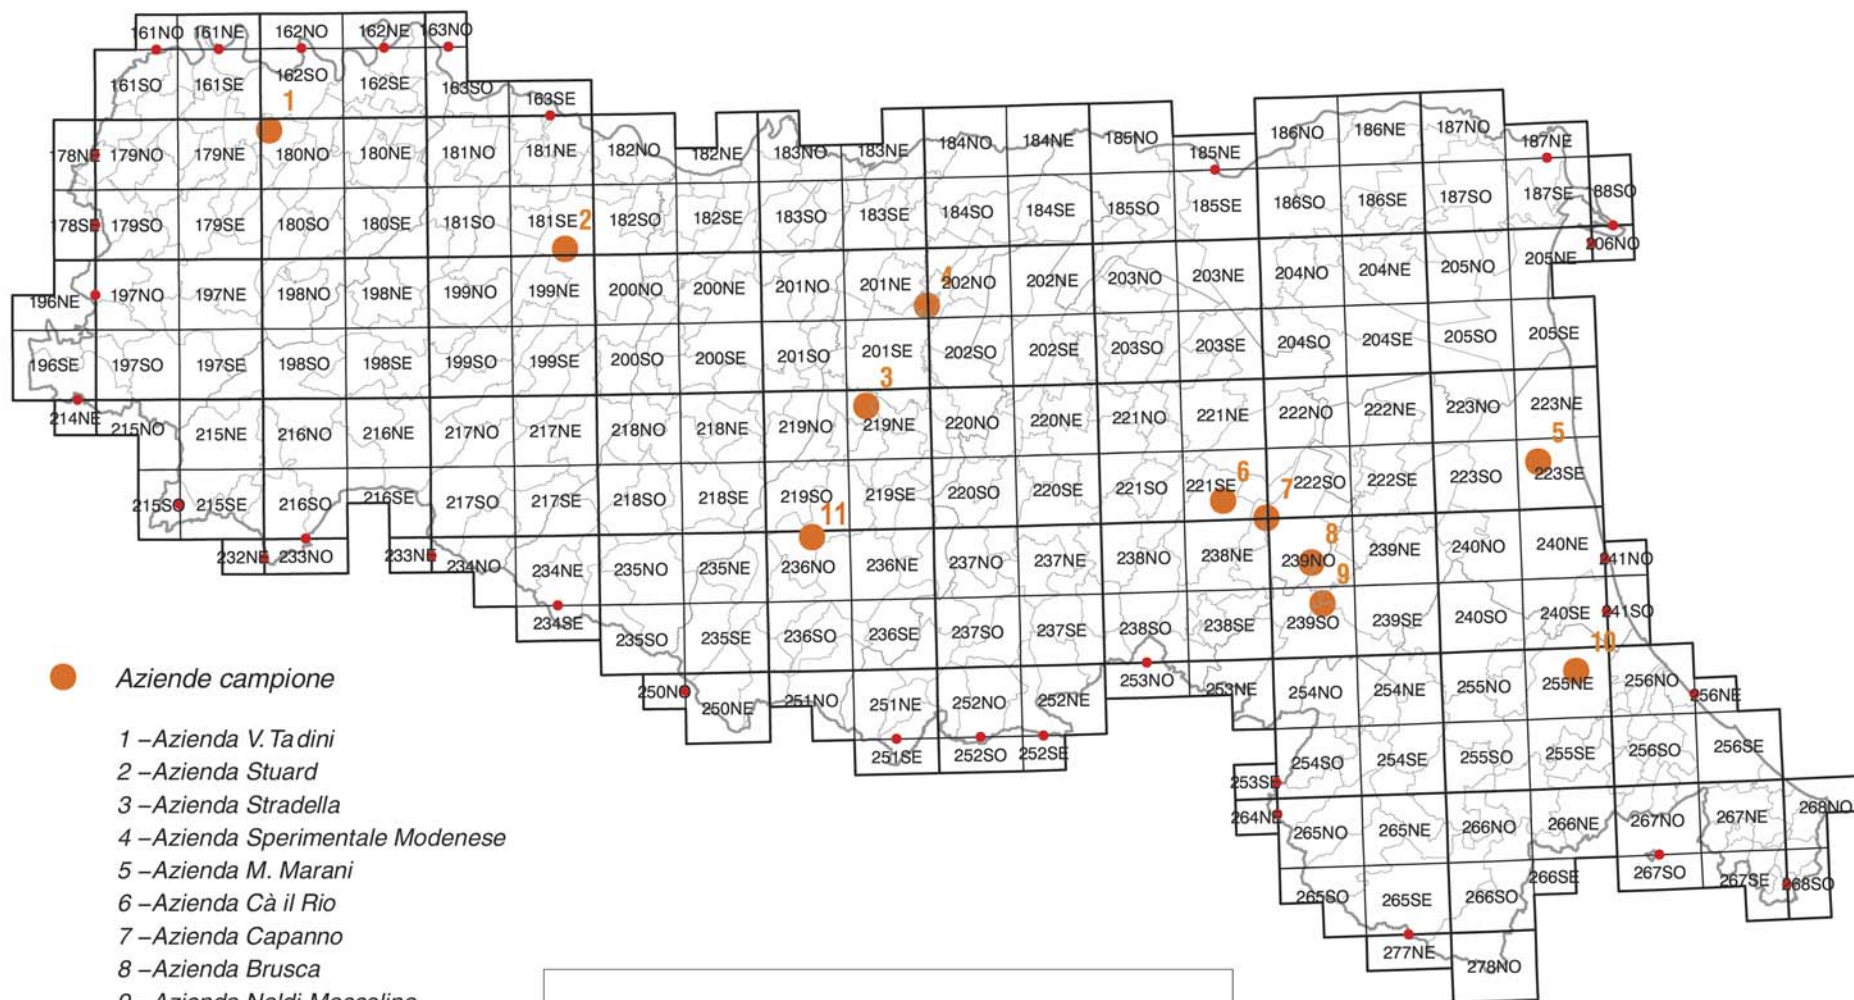 161NO 161NE 162NO 162NE 163NO
161SO 161SE 162SO 162SE 163SO 163SE
1
178NE 179NO 179NE 180NO 180NE 181NO 181NE 182NO 182NE 183NO 183NE 184NO 184NE 185NO 185NE 186NO 186NE 187NO 187NE
178SE 179SO 179SE 180SO 180SE 181SO 181SE 2 182SO 182SE 183SO 183SE 184SO 184SE 185SO 185SE 186SO 186SE 187SO 187SE 88SO
206NO
196NE 197NO 197NE 198NO 198NE 199NO 199NE 200NO 200NE 201NO 201NE 4 202NO 202NE 203NO 203NE 204NO 204NE 205NO 205NE
196SE 197SO 197SE 198SO 198SE 199SO 199SE 200SO 200SE 201SO 201SE 202SO 202SE 203SO 203SE 204SO 204SE 205SO 205SE
3
214NE 215NO 215NE 216NO 216NE 217NO 217NE 218NO 218NE 219NO 219NE 220NO 220NE 221NO 221NE 222NO 222NE 223NO 223NE
5
215SO 215SE 216SO 216SE 217SO 217SE 218SO 218SE 219SO 219SE 220SO 220SE 221SO 221SE 6 7 222SO 222SE 223SO 223SE
11 8
232NE 233NO 233NE 234NO 234NE 235NO 235NE 236NO 236NE 237NO 237NE 238NO 238NE 239NO 239NE 240NO 240NE 241NO
9
234SE 235SO 235SE 236SO 236SE 237SO 237SE 238SO 238SE 239SO 239SE 240SO 240SE 241SO
10
250NO 250NE 251NO 251NE 252NO 252NE 253NO 253NE 254NO 254NE 255NO 255NE 256NO 256NE
251SE 252SO 252SE 253SE 254SO 254SE 255SO 255SE 256SO 256SE
264NE 265NO 265NE 266NO 266NE 267NO 267NE 268NO
265SO 265SE 266SO 266SE 267SO 267SE 268SO
277NE 278NO
Aziende campione
1 –Azienda V. Tadini
2 –Azienda Stuard
3 –Azienda Stradella
4 –Azienda Sperimentale Modenese
5 –Azienda M. Marani
6 –Azienda Cà il Rio
7 –Azienda Capanno
8 –Azienda Brusca